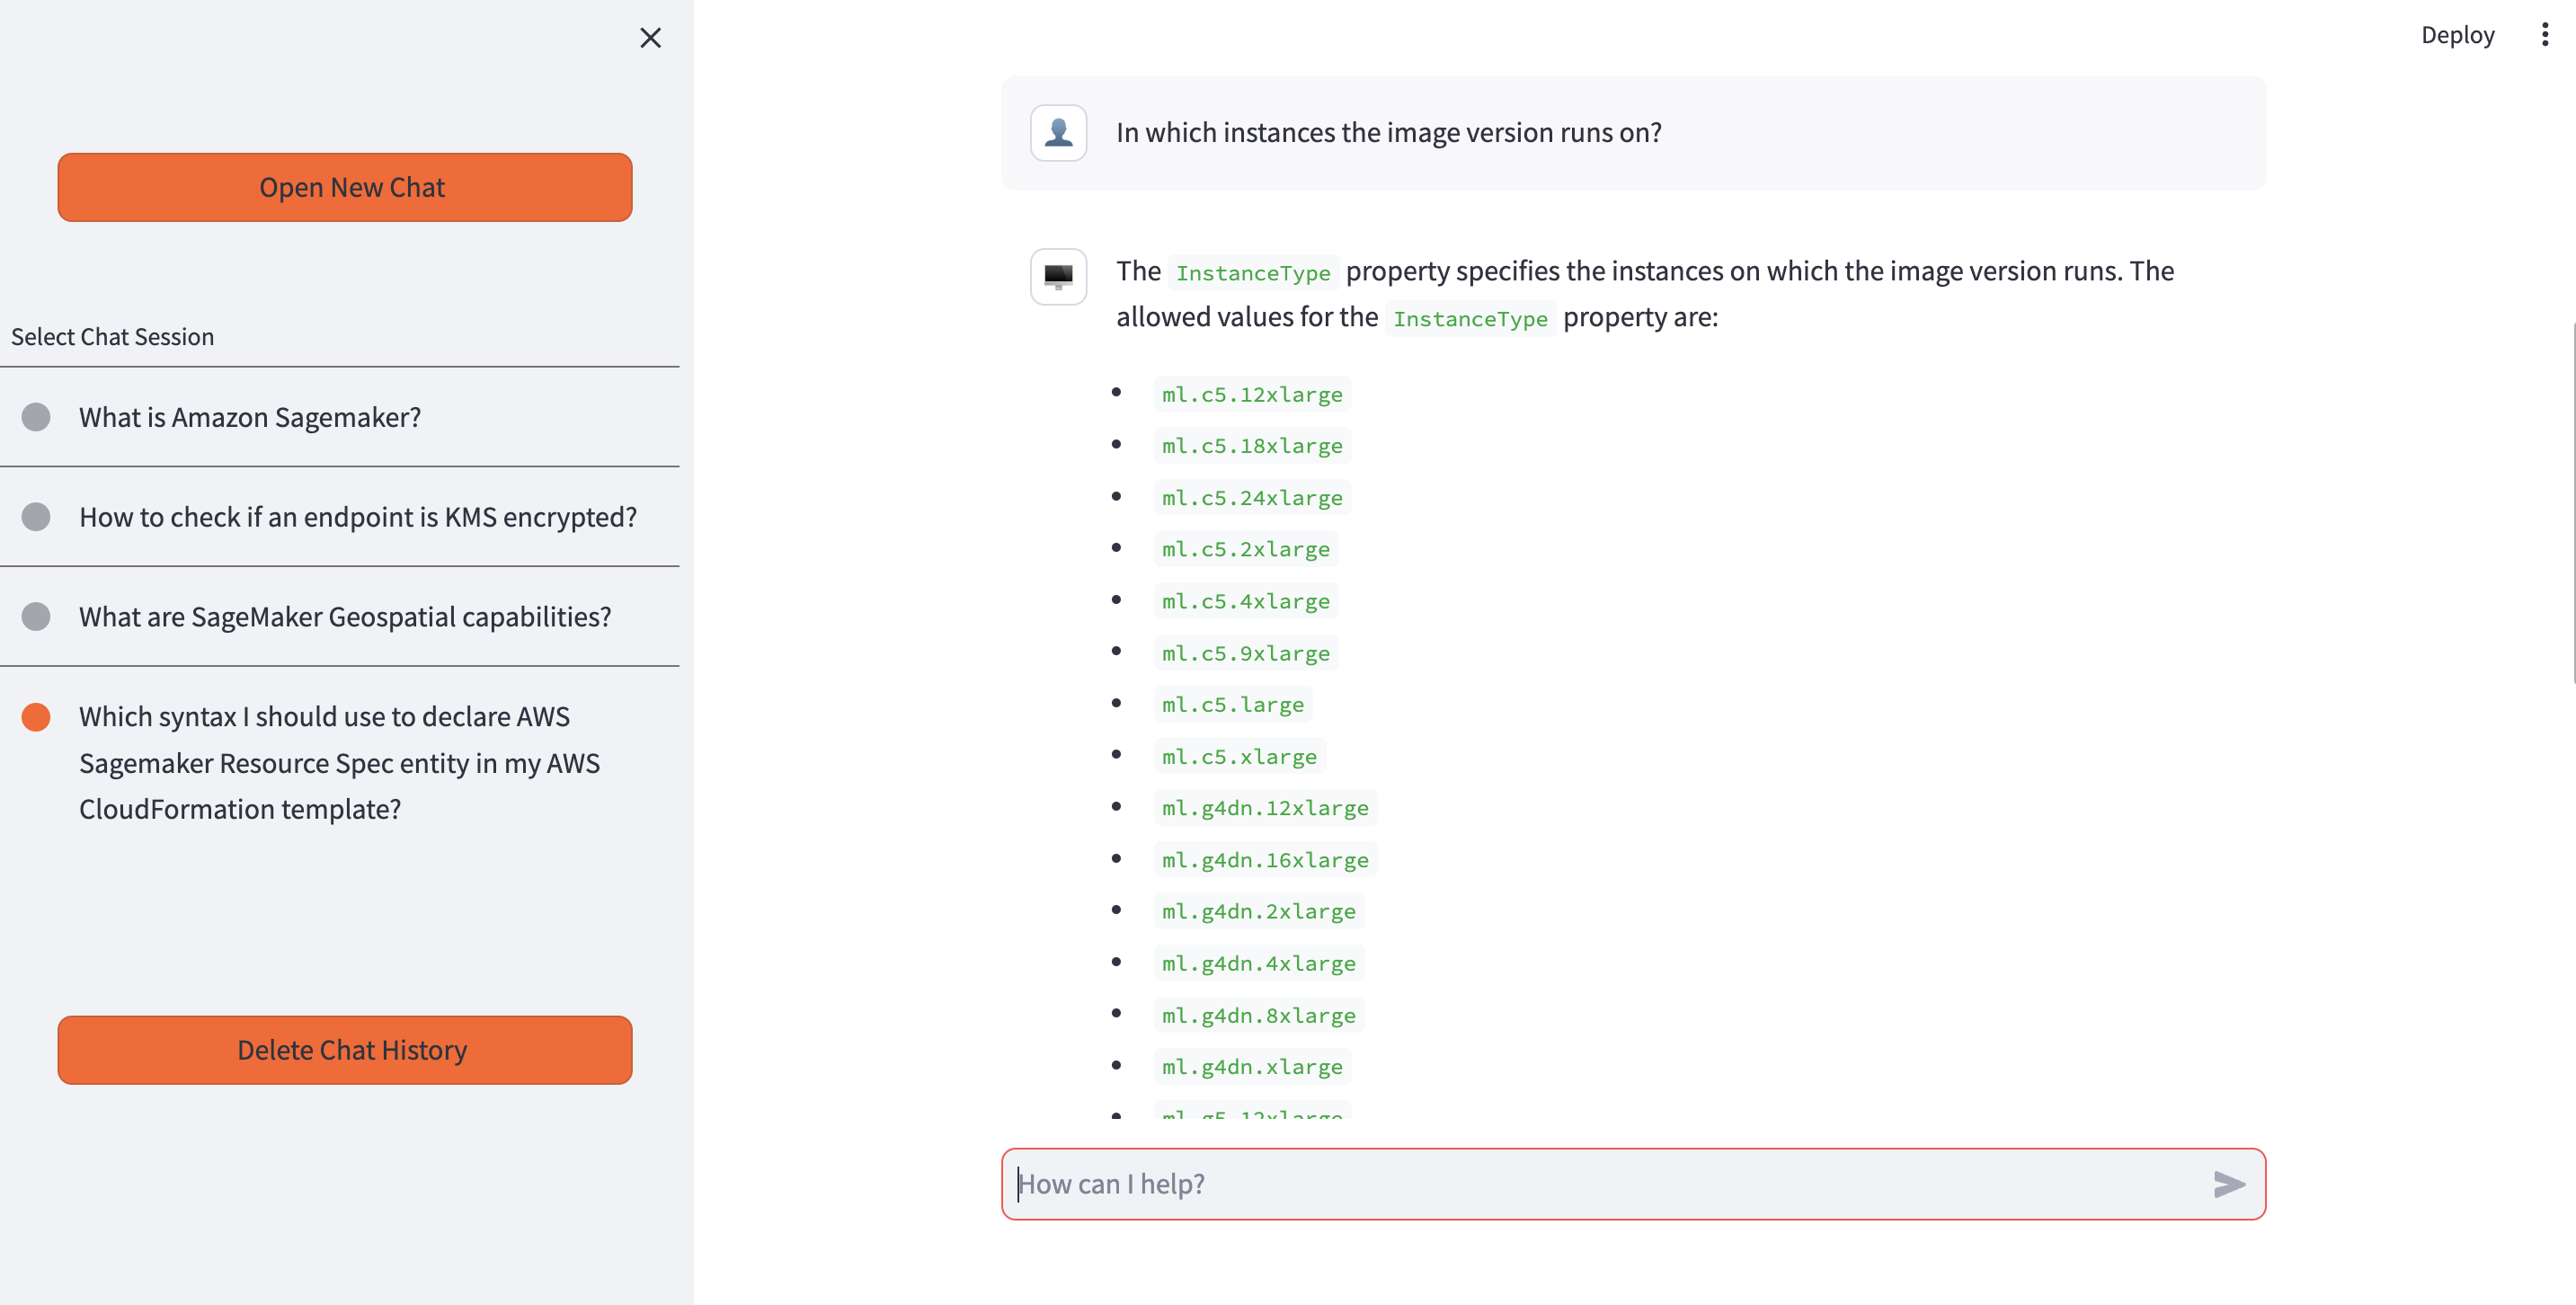 Open New Chat
Select Chat Session
What is Amazon Sagemaker?
How to check if an endpoint is KMS encrypted?
What are SageMaker Geospatial capabilities?
Which syntax I should use to declare AWS
Sagemaker Resource Spec entity in my AWS
CloudFormation template?
Delete Chat History
Deploy
In which instances the image version runs on?
The InstanceType property specifies the instances on which the image version runs. The
allowed values for the InstanceType property are:
ml.c5.12xlarge
ml.c5.18xlarge
ml.c5.24xlarge
ml.c5.2xlarge
ml.c5.4xlarge
ml.c5.9xlarge
ml.c5.large
ml.c5.xlarge
ml.g4dn.12xlarge
ml.g4dn.16xlarge
ml.g4dn.2xlarge
ml.g4dn.4xlarge
ml.g4dn.8xlarge
ml.g4dn.xlarge
ml.g5.12xlarge
How can I help?